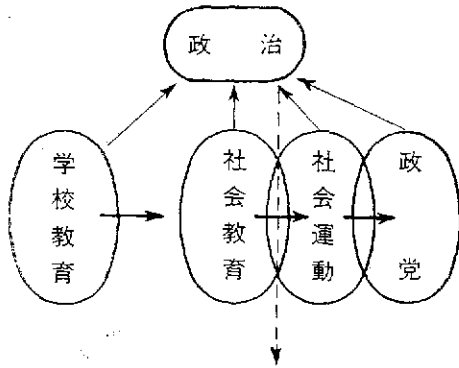 政治
学校教育
社会教育
社会運動
政党